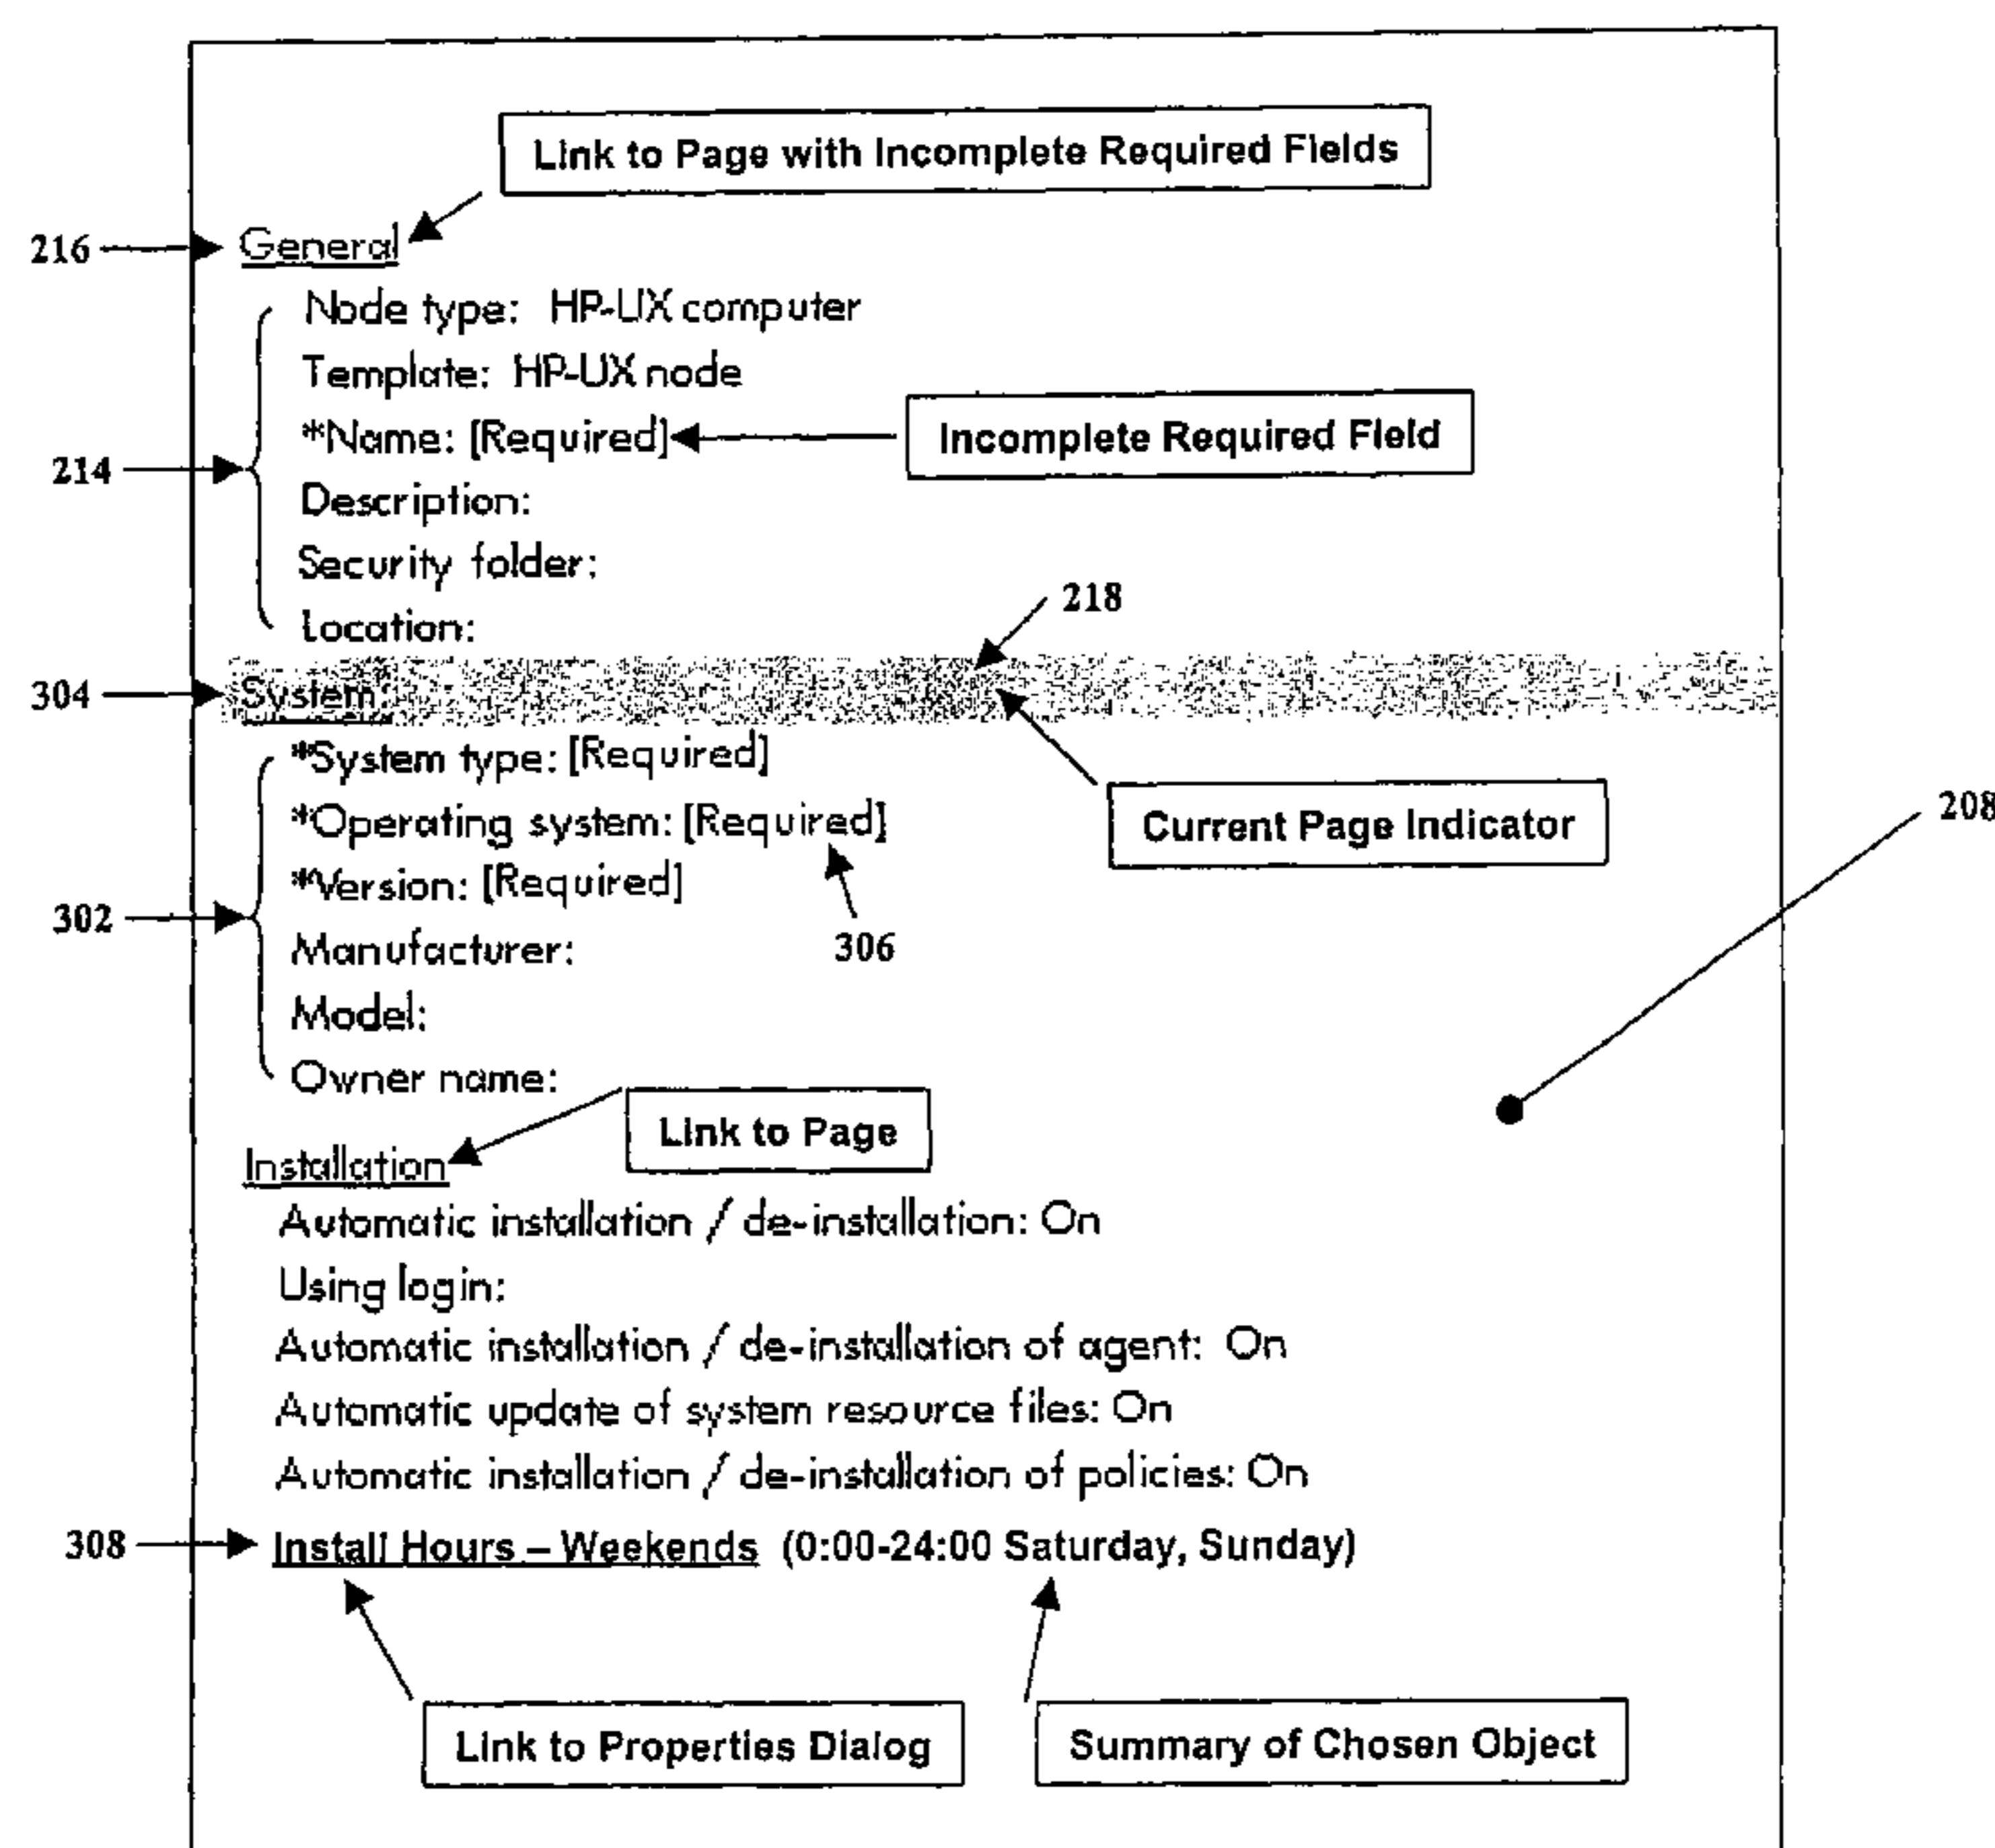 Link to Page with Incomplete Required Fields
216
General
Node type: HP-UX computer
Template: HP-UX node
*Name: [Required]
Incomplete Required Field
214
Description:
Security folder:
218
Location:
304
System
*System type: [Required]
208
*Operating system: [Required]
Current Page Indicator
*Version: [Required]
302
306
Manufacturer:
Model:
Owner name:
Link to Page
Installation
Automatic installation / de-installation: On
Using login:
Automatic installation / de-installation of agent: On
Automatic update of system resource files: On
Automatic installation / de-installation of policies: On
308
Install Hours – Weekends (0:00-24:00 Saturday, Sunday)
Link to Properties Dialog
Summary of Chosen Object